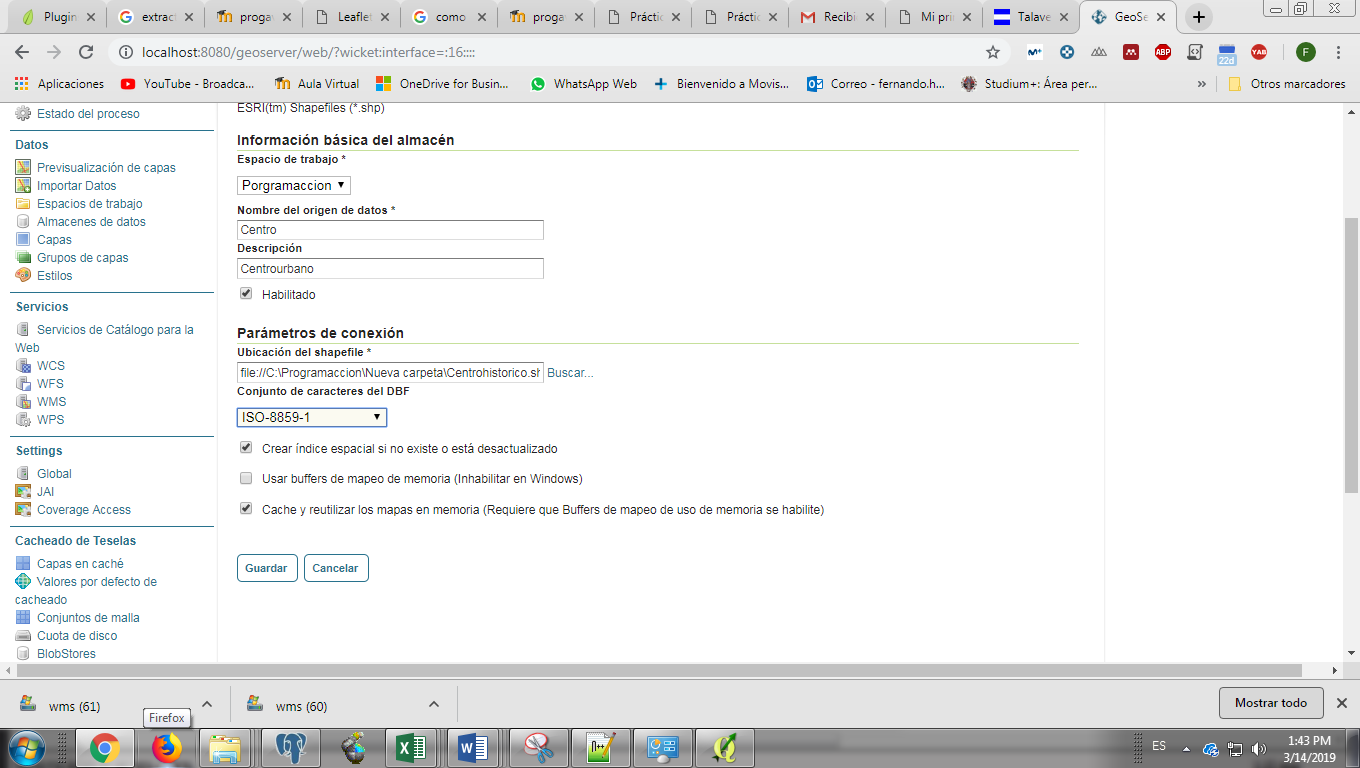 Plugin
extract
progav
Leaflet
como
progav
Práctic
Práctic
Recibi
Mi prin
Talave
GeoSe
localhost:8080/geoserver/web/?wicket:interface=:16::::
ABP
22d
YAB
F
Aplicaciones
YouTube - Broadca...
Aula Virtual
OneDrive for Busin...
WhatsApp Web
Bienvenido a Movis...
Correo - fernando.h...
Studium+: Área per...
»
Otros marcadores
Estado del proceso
Datos
Previsualización de capas
Importar Datos
Espacios de trabajo
Almacenes de datos
Capas
Grupos de capas
Estilos
Servicios
Servicios de Catálogo para la
Web
WCS
WFS
WMS
WPS
Settings
Global
JAI
Coverage Access
Cacheado de Teselas
Capas en caché
Valores por defecto de
cacheado
Conjuntos de malla
Cuota de disco
BlobStores
ESRI(tm) Shapefiles (*.shp)
Información básica del almacén
Espacio de trabajo *
Porgramaccion
Nombre del origen de datos *
Centro
Descripción
Centrourbano
Habilitado
Parámetros de conexión
Ubicación del shapefile *
file://C:\Programaccion\Nueva carpeta\Centrohistorico.sh
Buscar...
Conjunto de caracteres del DBF
ISO-8859-1
Crear índice espacial si no existe o está desactualizado
Usar buffers de mapeo de memoria (Inhabilitar en Windows)
Cache y reutilizar los mapas en memoria (Requiere que Buffers de mapeo de uso de memoria se habilite)
Guardar
Cancelar
wms (61)
wms (60)
Mostrar todo
Firefox
ES
1:43 PM
3/14/2019